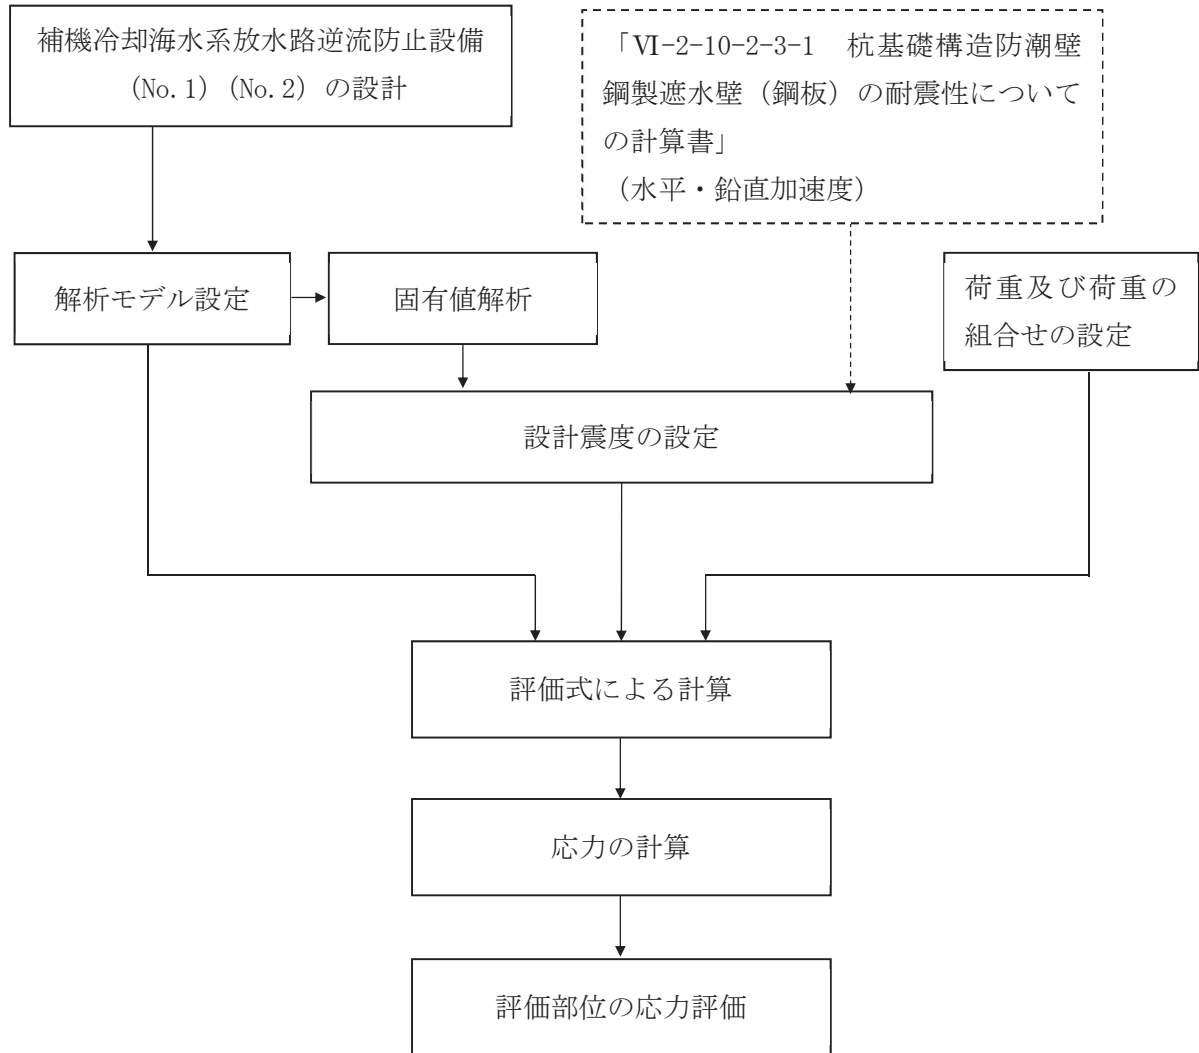 補機冷却海水系放水路逆流防止設備
(No.1)(No.2)の設計
「Ⅵ-2-10-2-3-1　杭基礎構造防潮壁
鋼製遮水壁(鋼板)の耐震性について
の計算書」
(水平・鉛直加速度)
解析モデル設定
固有値解析
荷重及び荷重の
組合せの設定
設計震度の設定
評価式による計算
応力の計算
評価部位の応力評価